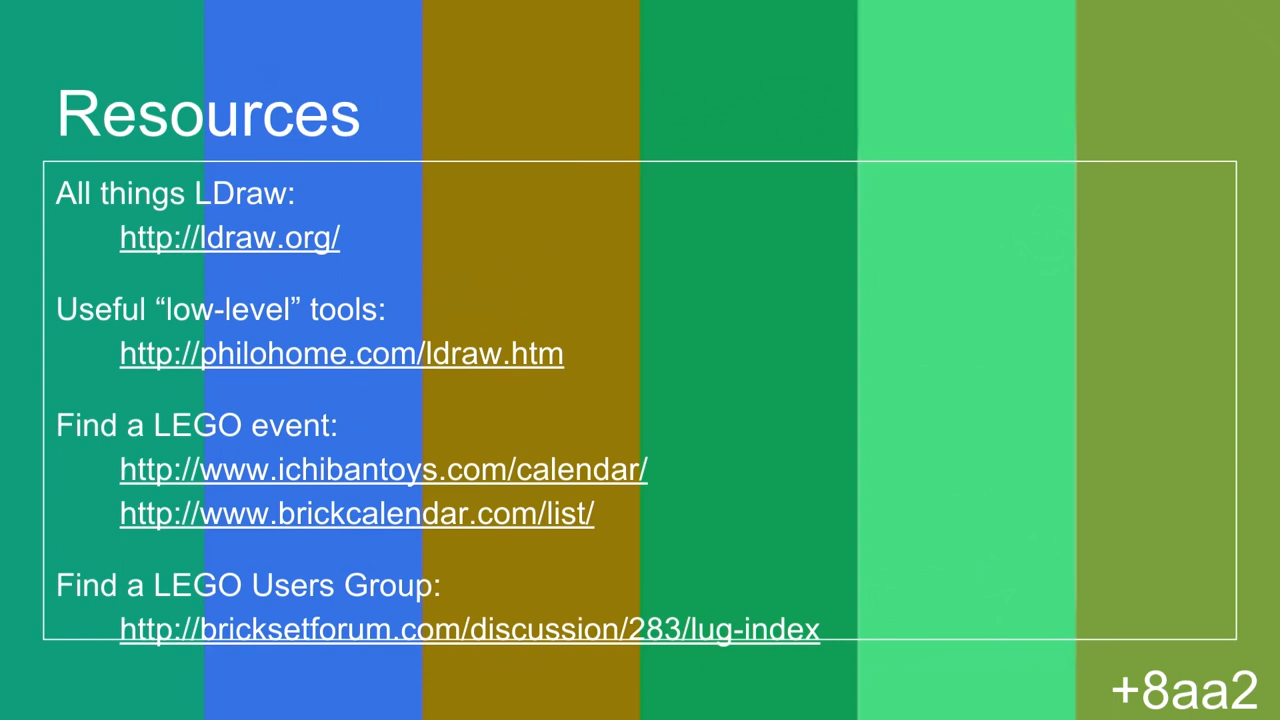 Resources
All things LDraw:
http://ldraw.org/
Useful “low-level” tools:
http://philohome.com/ldraw.htm
Find a LEGO event:
http://www.ichibantoys.com/calendar/
http://www.brickcalendar.com/list/
Find a LEGO Users Group:
http://bricksetforum.com/discussion/283/lug-index
+8aa2